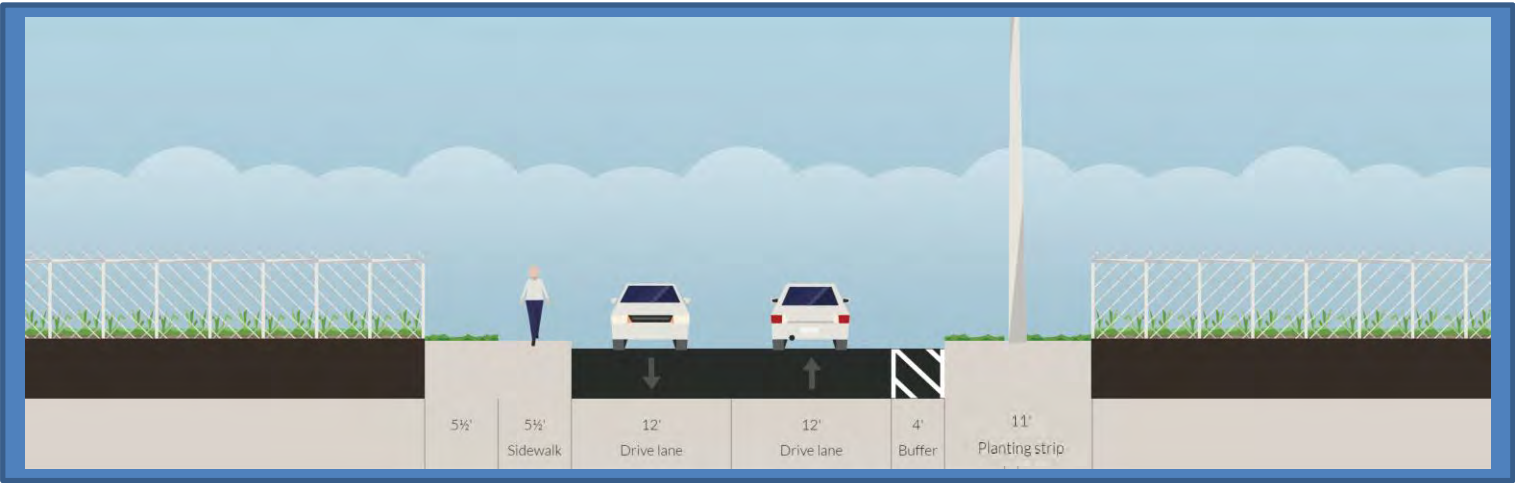 5½'
5½'
Sidewalk
12'
Drive lane
12'
Drive lane
4'
Buffer
11'
Planting strip